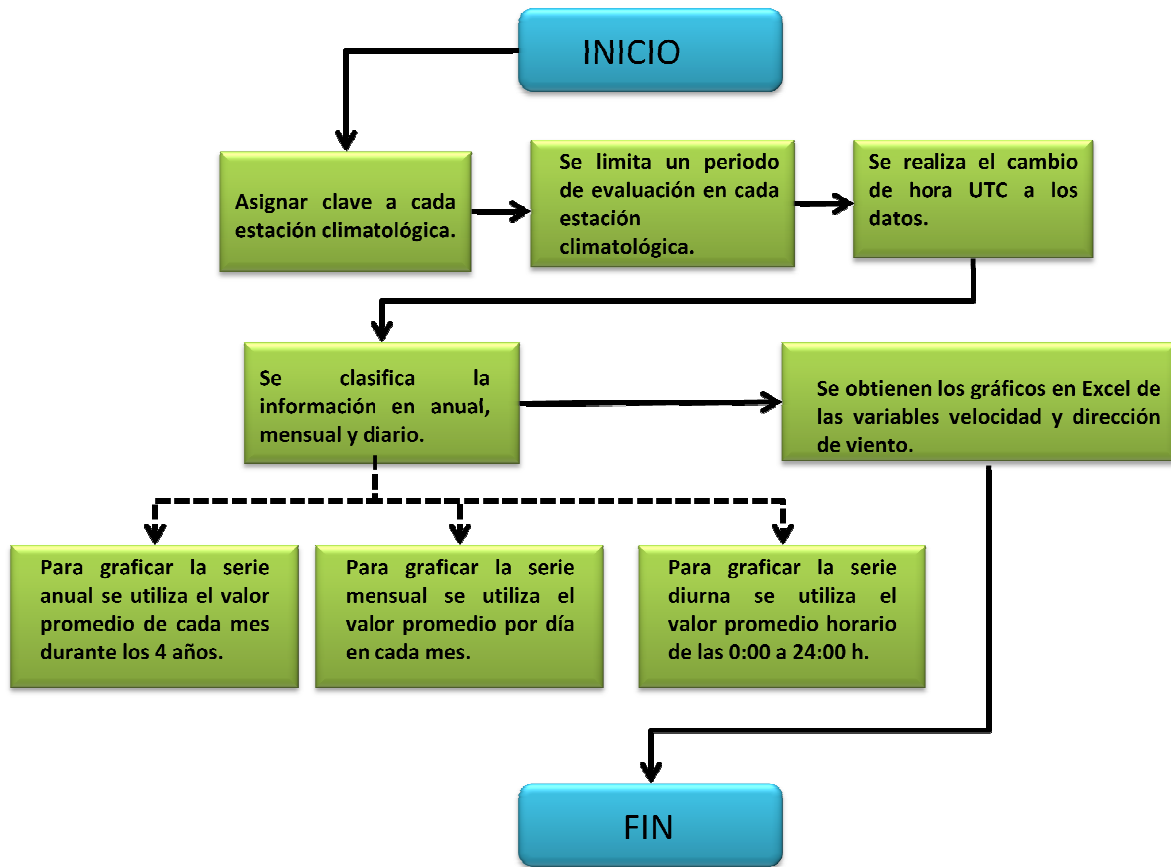 INICIO
Asignar clave a cada
estación climatológica.
Se limita un periodo
de evaluación en cada
estación
climatológica.
Se realiza el cambio
de hora UTC a los
datos.
Se clasifica la
información en anual,
mensual y diario.
Se obtienen los gráficos en Excel de
las variables velocidad y dirección
de viento.
Para graficar la serie
anual se utiliza el valor
promedio de cada mes
durante los 4 años.
Para graficar la serie
mensual se utiliza el
valor promedio por día
en cada mes.
Para graficar la serie
diurna se utiliza el
valor promedio horario
de las 0:00 a 24:00 h.
FIN